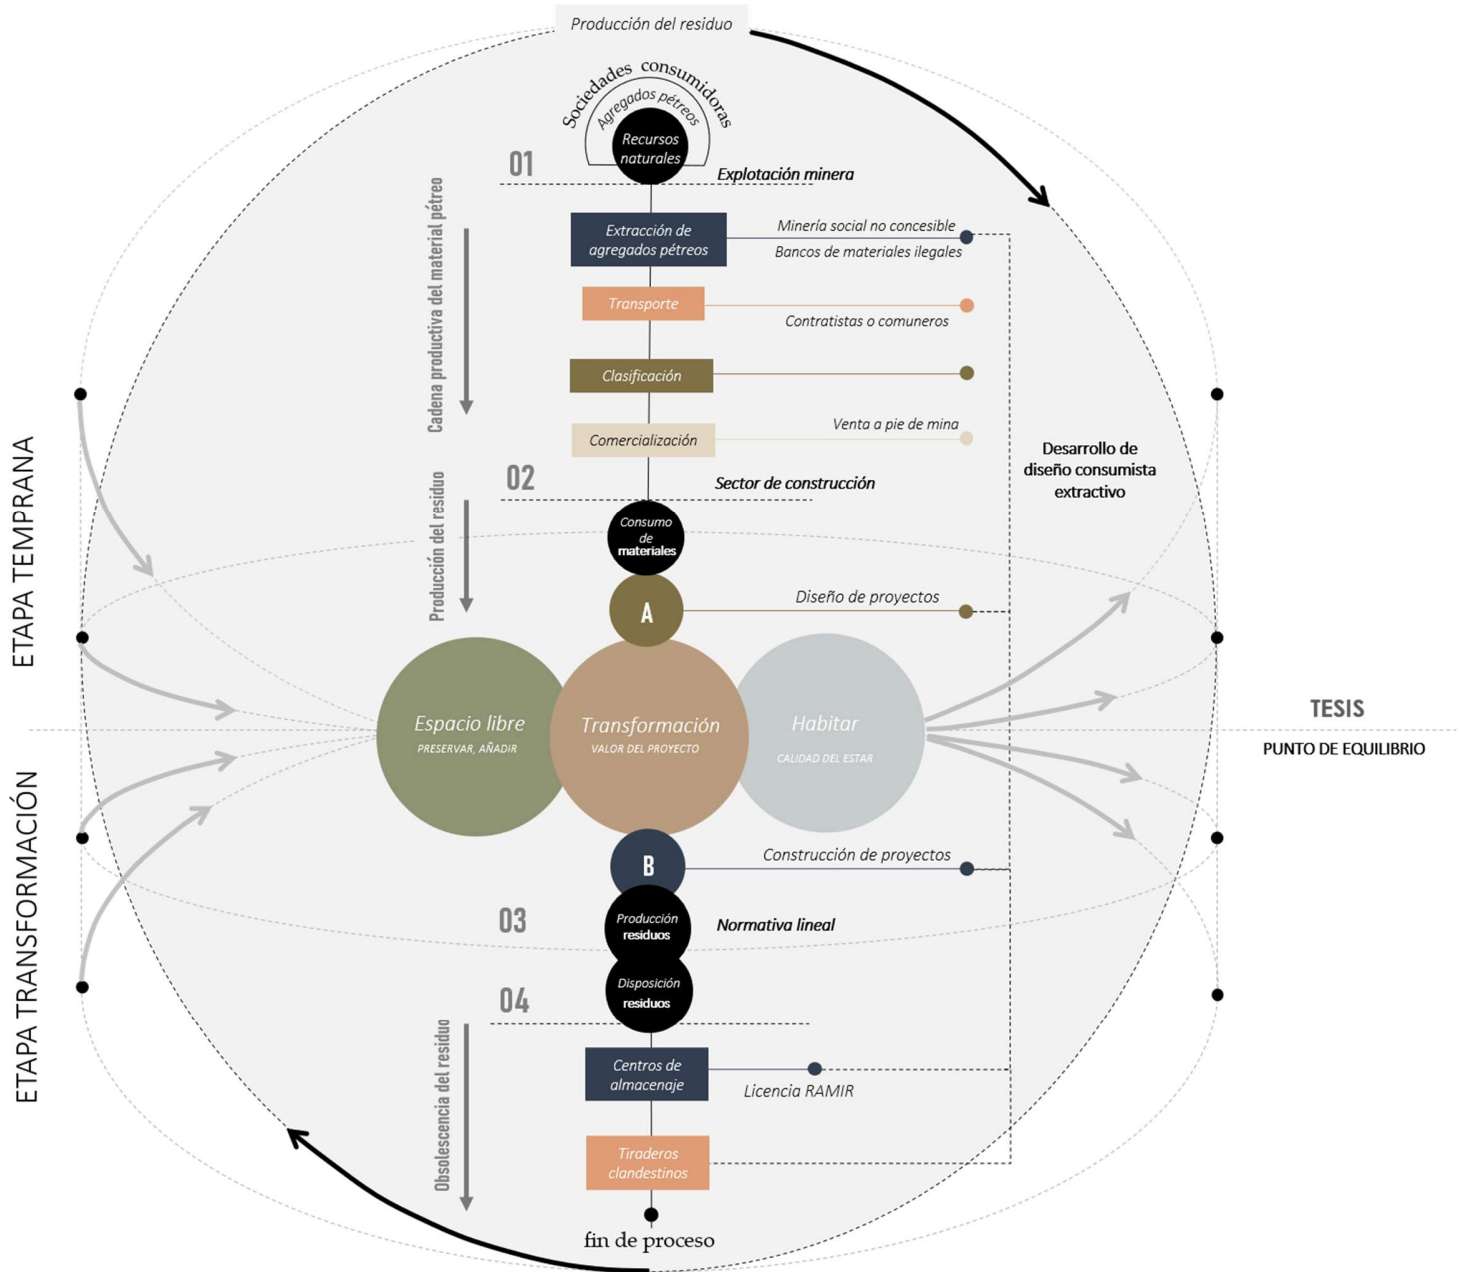 Producción del residuo
Sociedades consumidoras
Agregados pétreos
Recursos
naturales
01
Explotación minera
Cadena productiva del material pétreo
Extracción de
agregados pétreos
Minería social no concesible
Bancos de materiales ilegales
Transporte
Contratistas o comuneros
Clasificación
Comercialización
Venta a pie de mina
Desarrollo de
diseño consumista
extractivo
ETAPA TEMPRANA
02
Sector de construcción
Producción del residuo
Consumo
de
materiales
A
Diseño de proyectos
Espacio libre
PRESERVAR, AÑADIR
Transformación
VALOR DEL PROYECTO
Habitar
CALIDAD DEL ESTAR
TESIS
PUNTO DE EQUILIBRIO
ETAPA TRANSFORMACIÓN
B
Construcción de proyectos
03
Producción
residuos
Normativa lineal
04
Disposición
residuos
Obsolescencia del residuo
Centros de
almacenaje
Licencia RAMIR
Tiraderos
clandestinos
fin de proceso